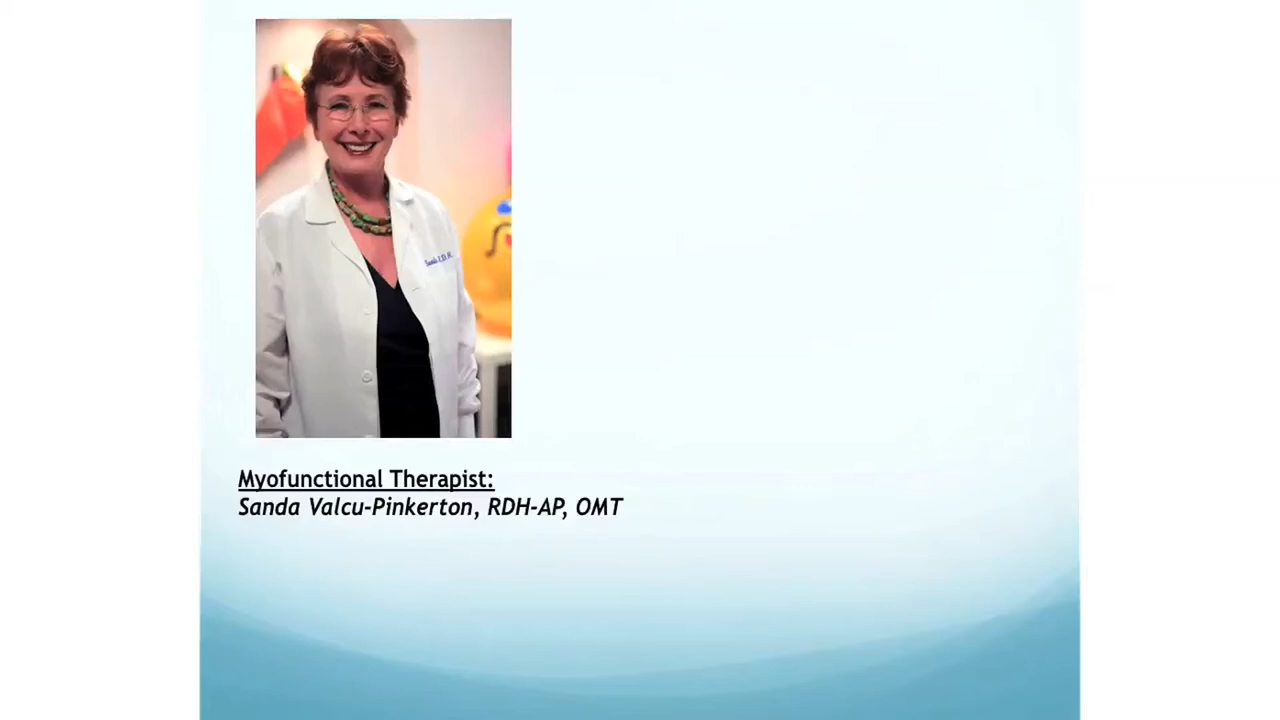 Myofunctional Therapist:
Sanda Valcu-Pinkerton, RDH-AP, OMT